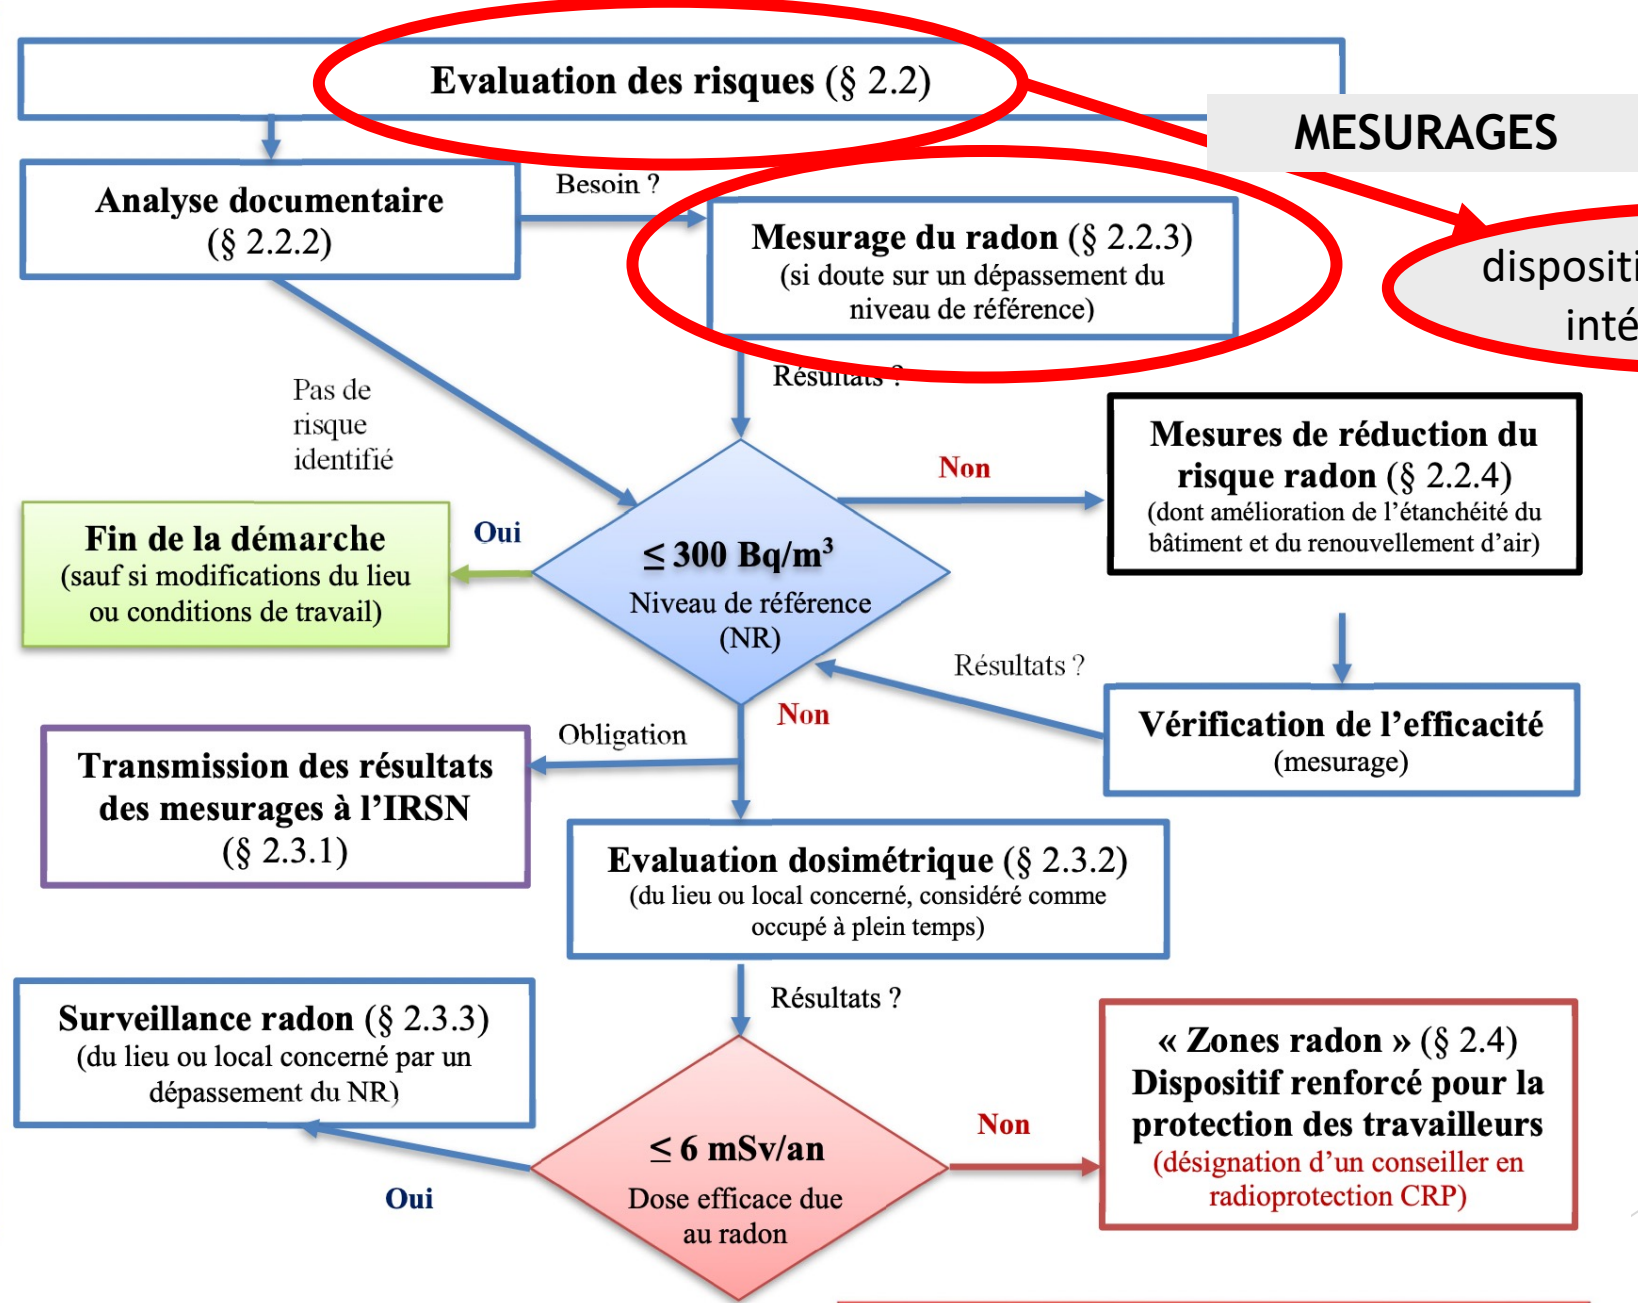 Evaluation des risques (§ 2.2)
MESURAGES
Analyse documentaire
(§ 2.2.2)
Besoin ?
Mesurage du radon (§ 2.2.3)
(si doute sur un dépassement du
niveau de référence)
dispositi
inté
Résultats ?
Pas de
risque
identifié
Non
Mesures de réduction du
risque radon (§ 2.2.4)
(dont amélioration de l’étanchéité du
bâtiment et du renouvellement d’air)
Fin de la démarche
(sauf si modifications du lieu
ou conditions de travail)
Oui
≤ 300 Bq/m³
Niveau de référence
(NR)
Résultats ?
Vérification de l’efficacité
(mesurage)
Non
Obligation
Transmission des résultats
des mesurages à l’IRSN
(§ 2.3.1)
Evaluation dosimétrique (§ 2.3.2)
(du lieu ou local concerné, considéré comme
occupé à plein temps)
Résultats ?
Surveillance radon (§ 2.3.3)
(du lieu ou local concerné par un
dépassement du NR)
Oui
≤ 6 mSv/an
Dose efficace due
au radon
Non
« Zones radon » (§ 2.4)
Dispositif renforcé pour la
protection des travailleurs
(désignation d’un conseiller en
radioprotection CRP)